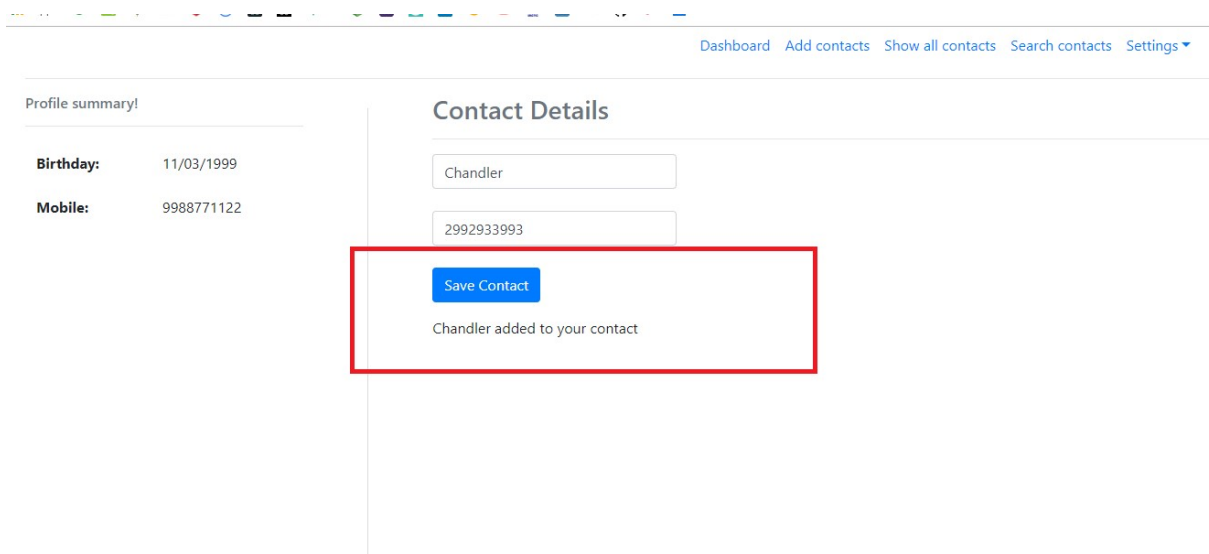 Dashboard Add contacts Show all contacts Search contacts Settings
Profile summary!
Birthday: 11/03/1999
Mobile: 9988771122
Contact Details
Chandler
2992933993
Save Contact
Chandler added to your contact